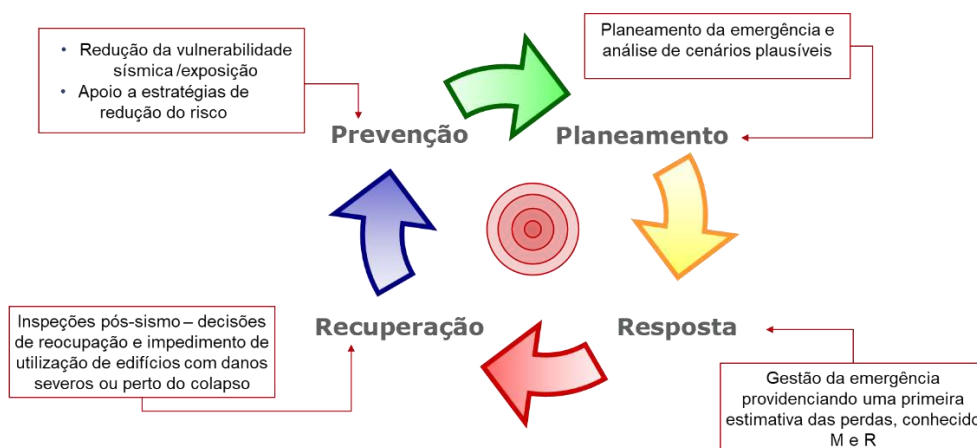 • Redução da vulnerabilidade
sísmica /exposição
• Apoio a estratégias de
redução do risco
Planeamento da emergência e
análise de cenários plausíveis
Prevenção
Planeamento
Recuperação
Resposta
Inspeções pós-sismo – decisões
de reocupação e impedimento de
utilização de edifícios com danos
severos ou perto do colapso
Gestão da emergência
providenciando uma primeira
estimativa das perdas, conhecido
M e R